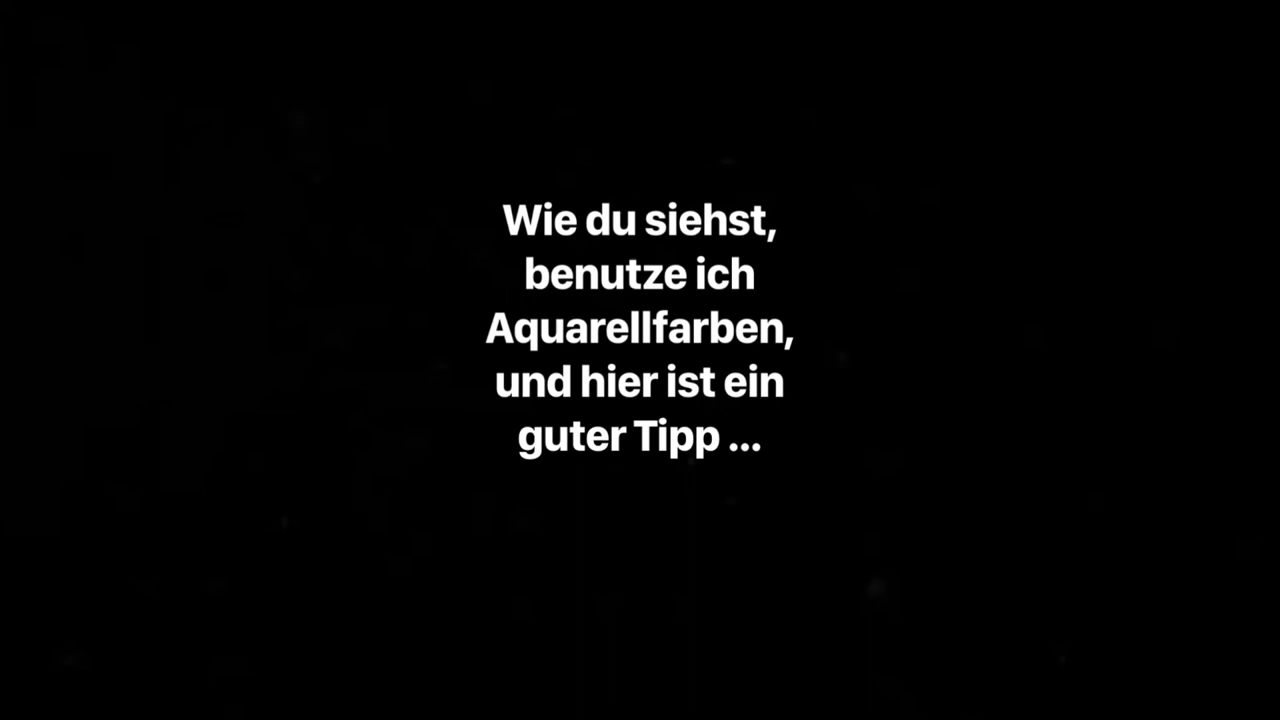 Wie du siehst,
benutze ich
Aquarellfarben,
und hier ist ein
guter Tipp ...